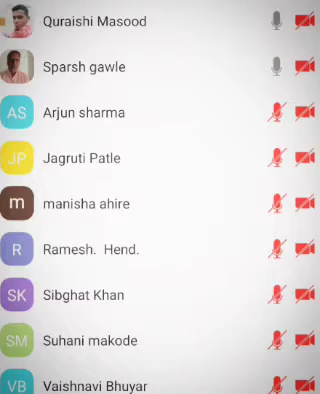 Quraishi Masood
Sparsh gawle
AS Arjun sharma
JP Jagruti Patle
m manisha ahire
R Ramesh. Hend.
SK Sibghat Khan
SM Suhani makode
VB Vaishnavi Bhuyar